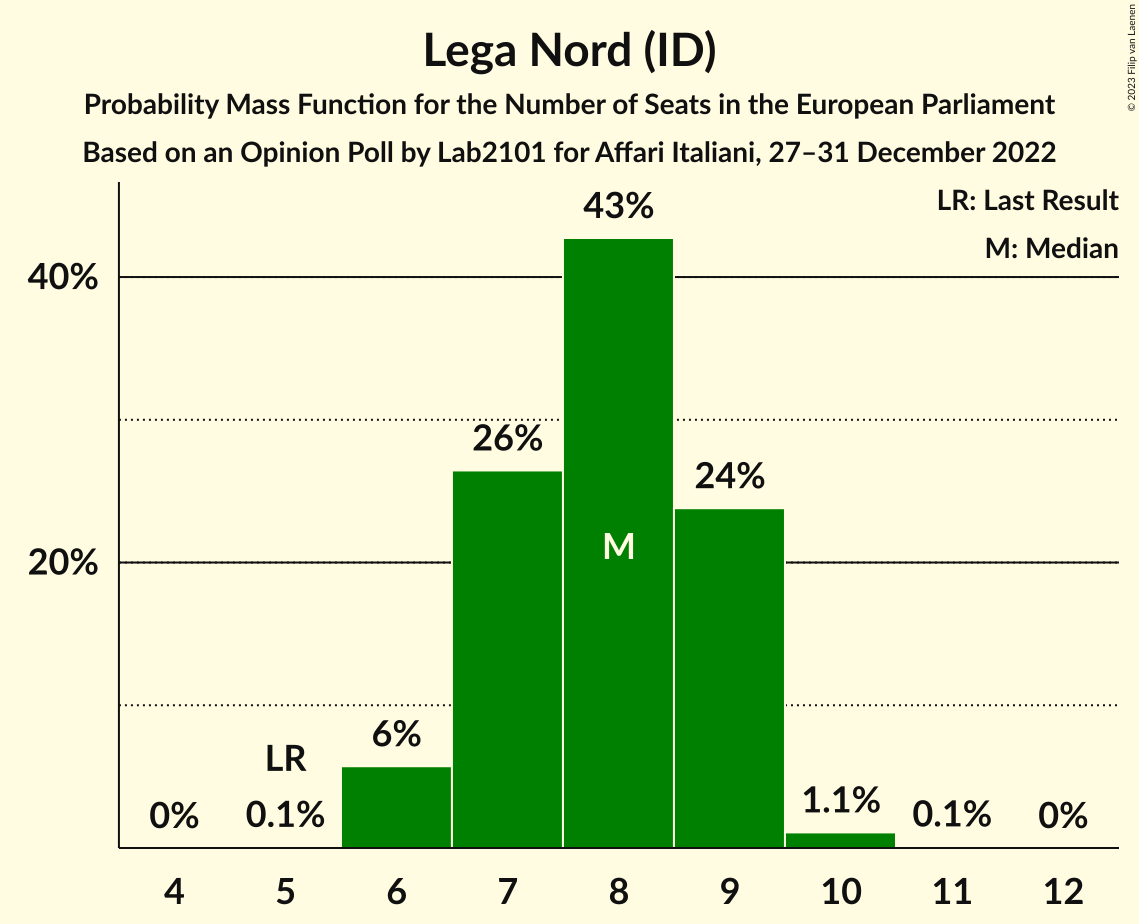 Lega Nord (ID)
Probability Mass Function for the Number of Seats in the European Parliament
Based on an Opinion Poll by Lab2101 for Affari Italiani, 27–31 December 2022
© 2023 Filip van Laenen
LR: Last Result
M: Median
43%
40%
26%
24%
M
20%
6%
LR
0%
0.1%
1.1%
0.1%
0%
4 5 6 7 8 9 10 11 12